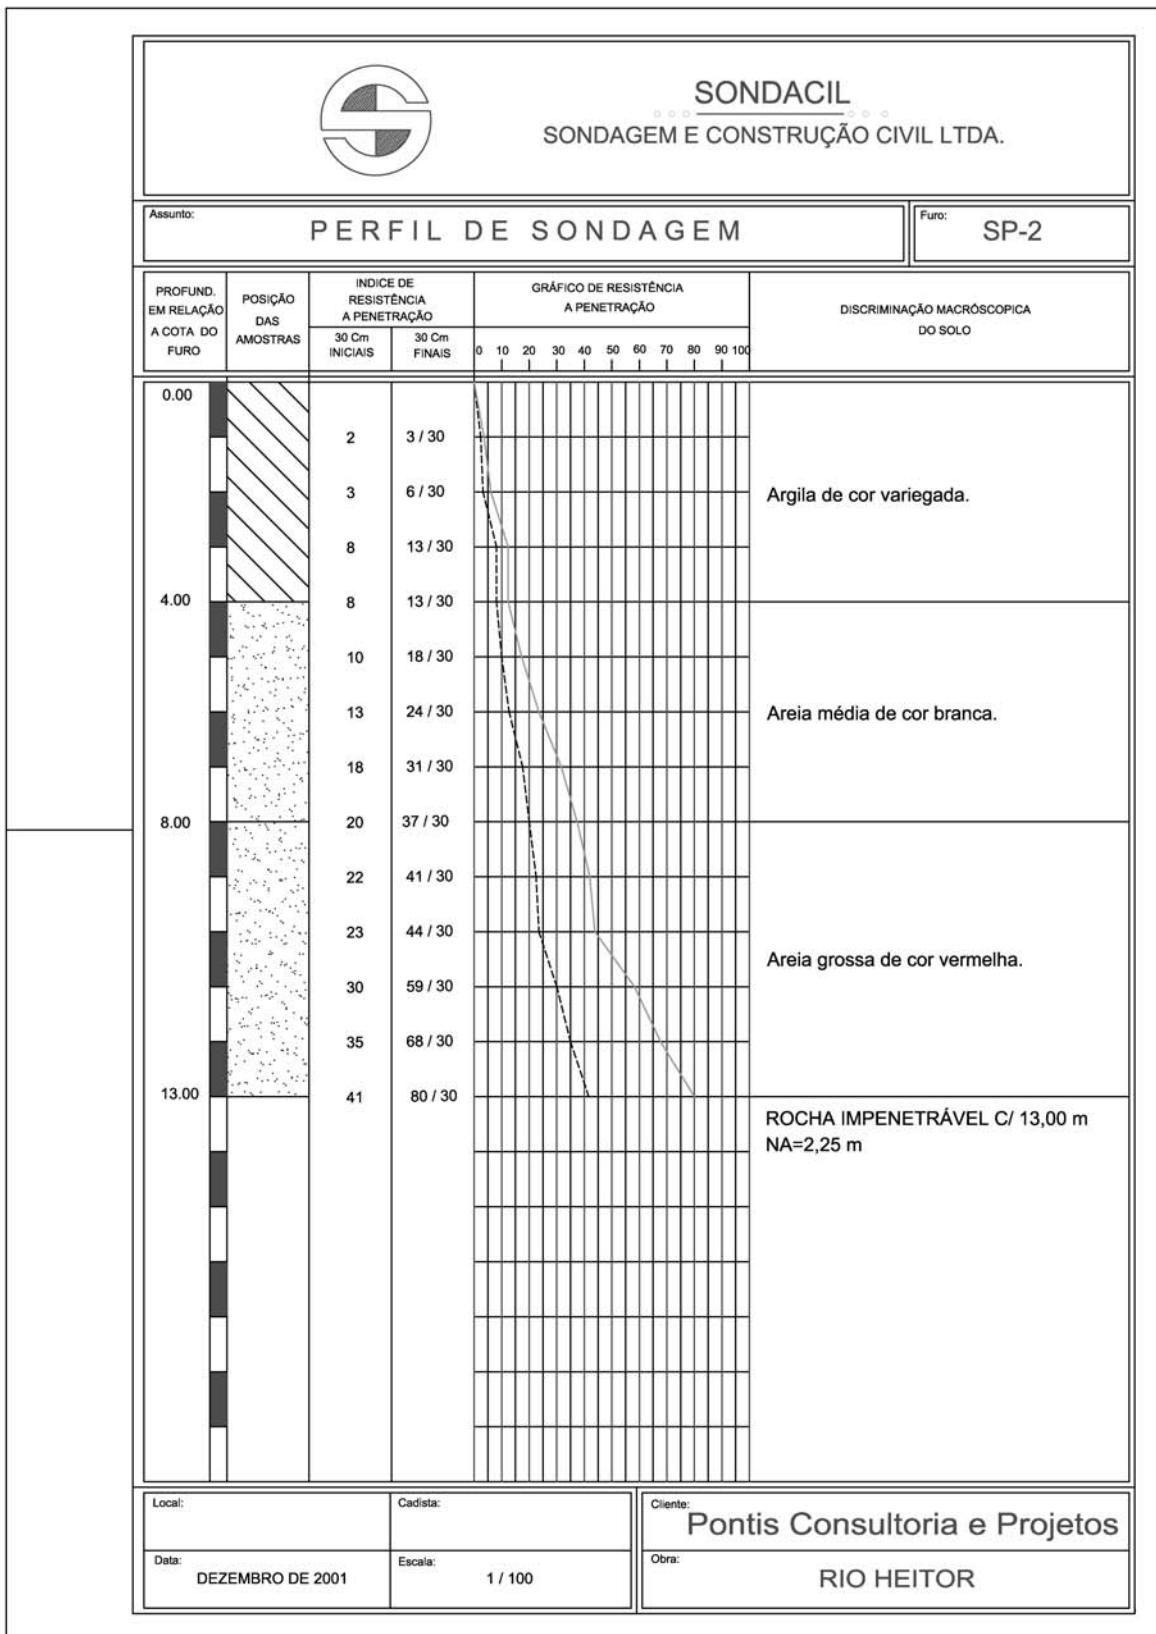 SONDACIL
SONDAGEM E CONSTRUÇÃO CIVIL LTDA.
Assunto:
PERFIL DE SONDAGEM
Furo:
SP-2
PROFUND.
EM RELAÇÃO
A COTA DO
FURO
POSIÇÃO
DAS
AMOSTRAS
INDICE DE
RESISTÊNCIA
A PENETRAÇÃO
30 Cm
INICIAIS
30 Cm
FINAIS
GRÁFICO DE RESISTÊNCIA
A PENETRAÇÃO
0 10 20 30 40 50 60 70 80 90 100
DISCRIMINAÇÃO MACRÓSCOPICA
DO SOLO
0.00
2 3 / 30
3 6 / 30 Argila de cor variegada.
8 13 / 30
4.00 8 13 / 30
10 18 / 30
13 24 / 30 Areia média de cor branca.
18 31 / 30
8.00 20 37 / 30
22 41 / 30
23 44 / 30
Areia grossa de cor vermelha.
30 59 / 30
35 68 / 30
13.00 41 80 / 30
ROCHA IMPENETRÁVEL C/ 13,00 m
NA=2,25 m
Local:
Cadista:
Cliente:
Pontis Consultoria e Projetos
Data:
DEZEMBRO DE 2001
Escala:
1 / 100
Obra:
RIO HEITOR